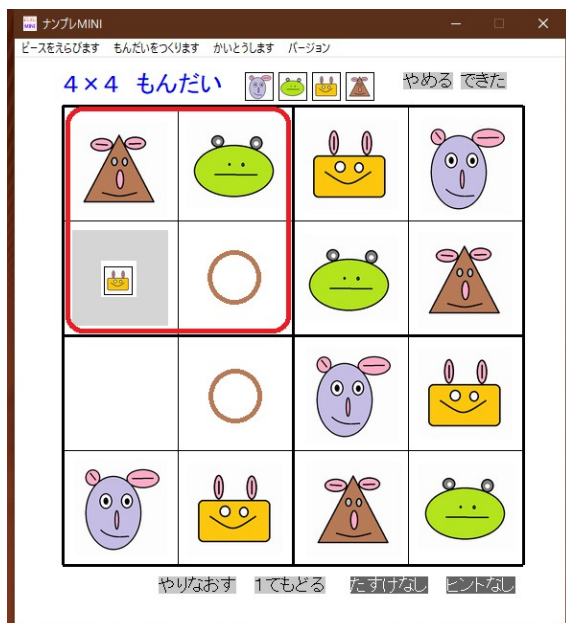 MINI ナンプレMINI
ピースをえらびます もんだいをつくります かいとうします バージョン
4×4 もんだい やめる できた
やりなおす 1てもどる たすけなし ヒントなし